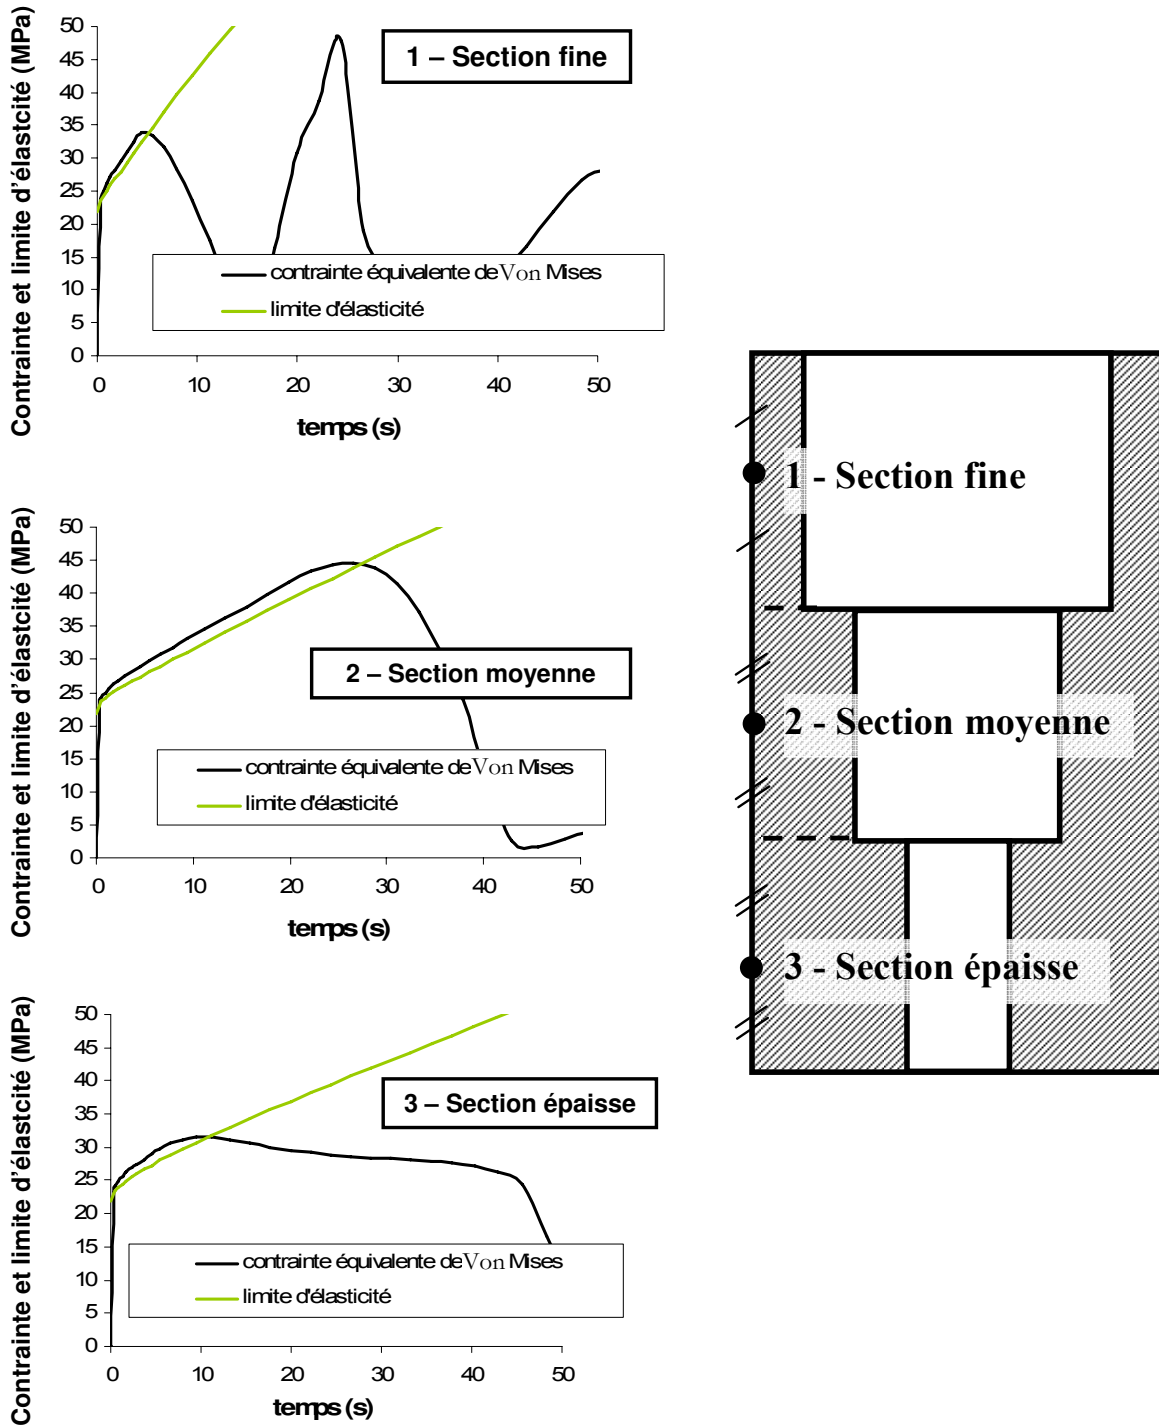 Contrainte et limite d'élastcité (MPa)
50
45
40
35
30
25
20
15
10
5
0
1 – Section fine
contrainte équivalente de Von Mises
limite d'élasticité
0 10 20 30 40 50
temps (s)
Contrainte et limite d'élastcité (MPa)
50
45
40
35
30
25
20
15
10
5
0
2 – Section moyenne
contrainte équivalente de Von Mises
limite d'élasticité
0 10 20 30 40 50
temps (s)
Contrainte et limite d'élastcité (MPa)
50
45
40
35
30
25
20
15
10
5
0
3 – Section épaisse
contrainte équivalente de Von Mises
limite d'élasticité
0 10 20 30 40 50
temps (s)
1 - Section fine
2 - Section moyenne
3 - Section épaisse